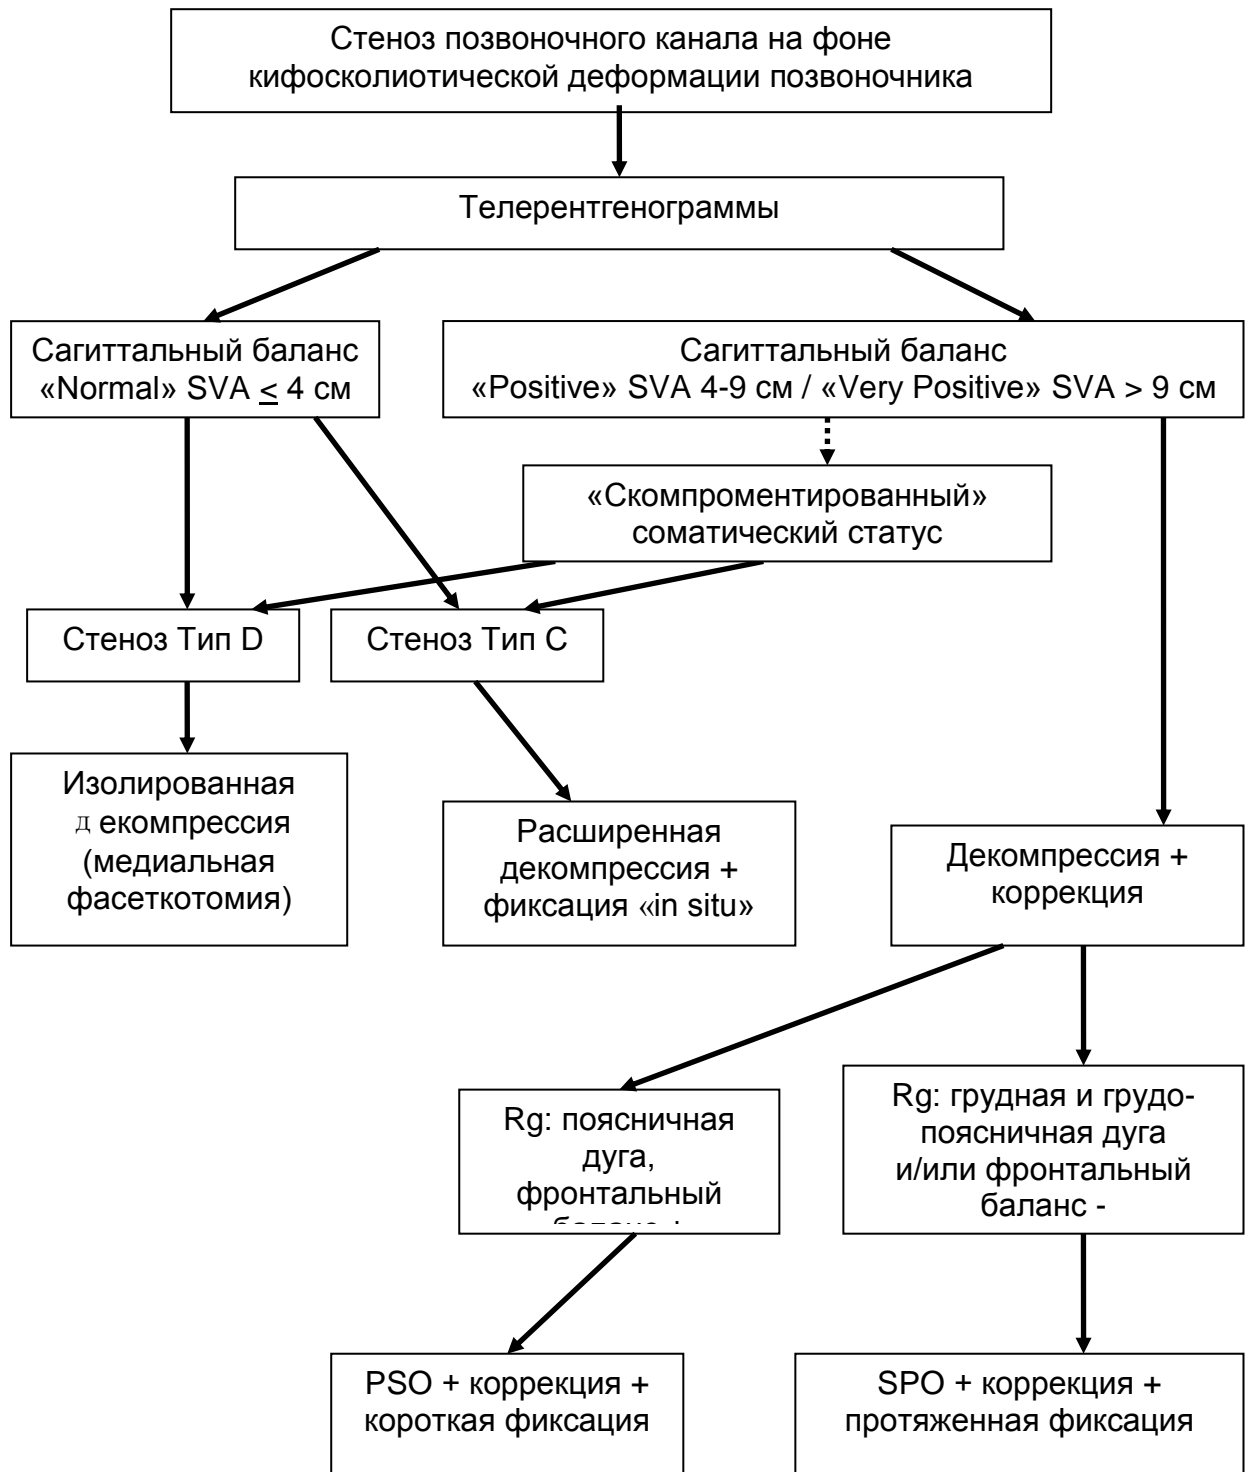 Стеноз позвоночного канала на фоне
кифосколиотической деформации позвоночника
Телерентгенограммы
Сагиттальный баланс
«Normal» SVA ≤ 4 см
Сагиттальный баланс
«Positive» SVA 4-9 см / «Very Positive» SVA > 9 см
«Скомпроментированный»
соматический статус
Стеноз Тип D
Стеноз Тип С
Изолированная
д екомпрессия
(медиальная
фасеткотомия)
Расширенная
декомпрессия +
фиксация «in situ»
Декомпрессия +
коррекция
Rg: поясничная
дуга,
фронтальный
Rg: грудная и грудо-
поясничная дуга
и/или фронтальный
баланс -
PSO + коррекция +
короткая фиксация
SPO + коррекция +
протяженная фиксация